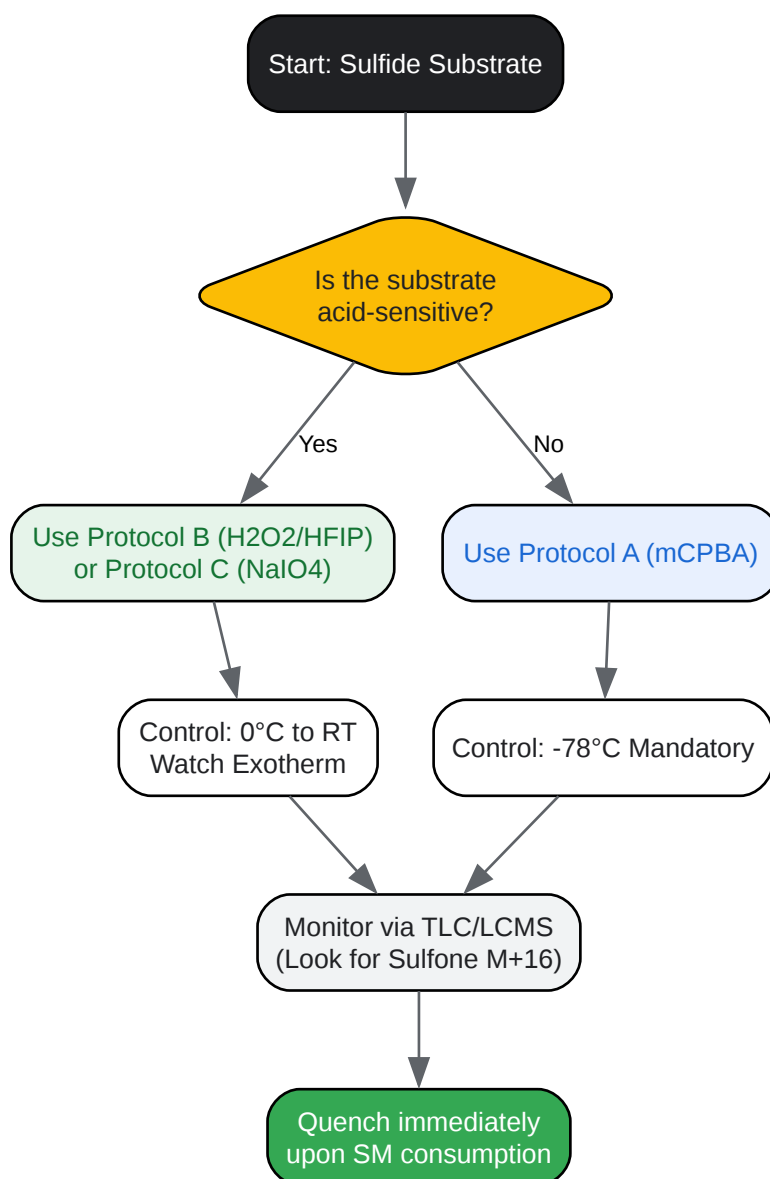 Start: Sulfide Substrate
Is the substrate
acid-sensitive?
Yes
No
Use Protocol B (H2O2/HFIP)
or Protocol C (NaIO4)
Use Protocol A (mCPBA)
Control: 0°C to RT
Watch Exotherm
Control: -78°C Mandatory
Monitor via TLC/LCMS
(Look for Sulfone M+16)
Quench immediately
upon SM consumption